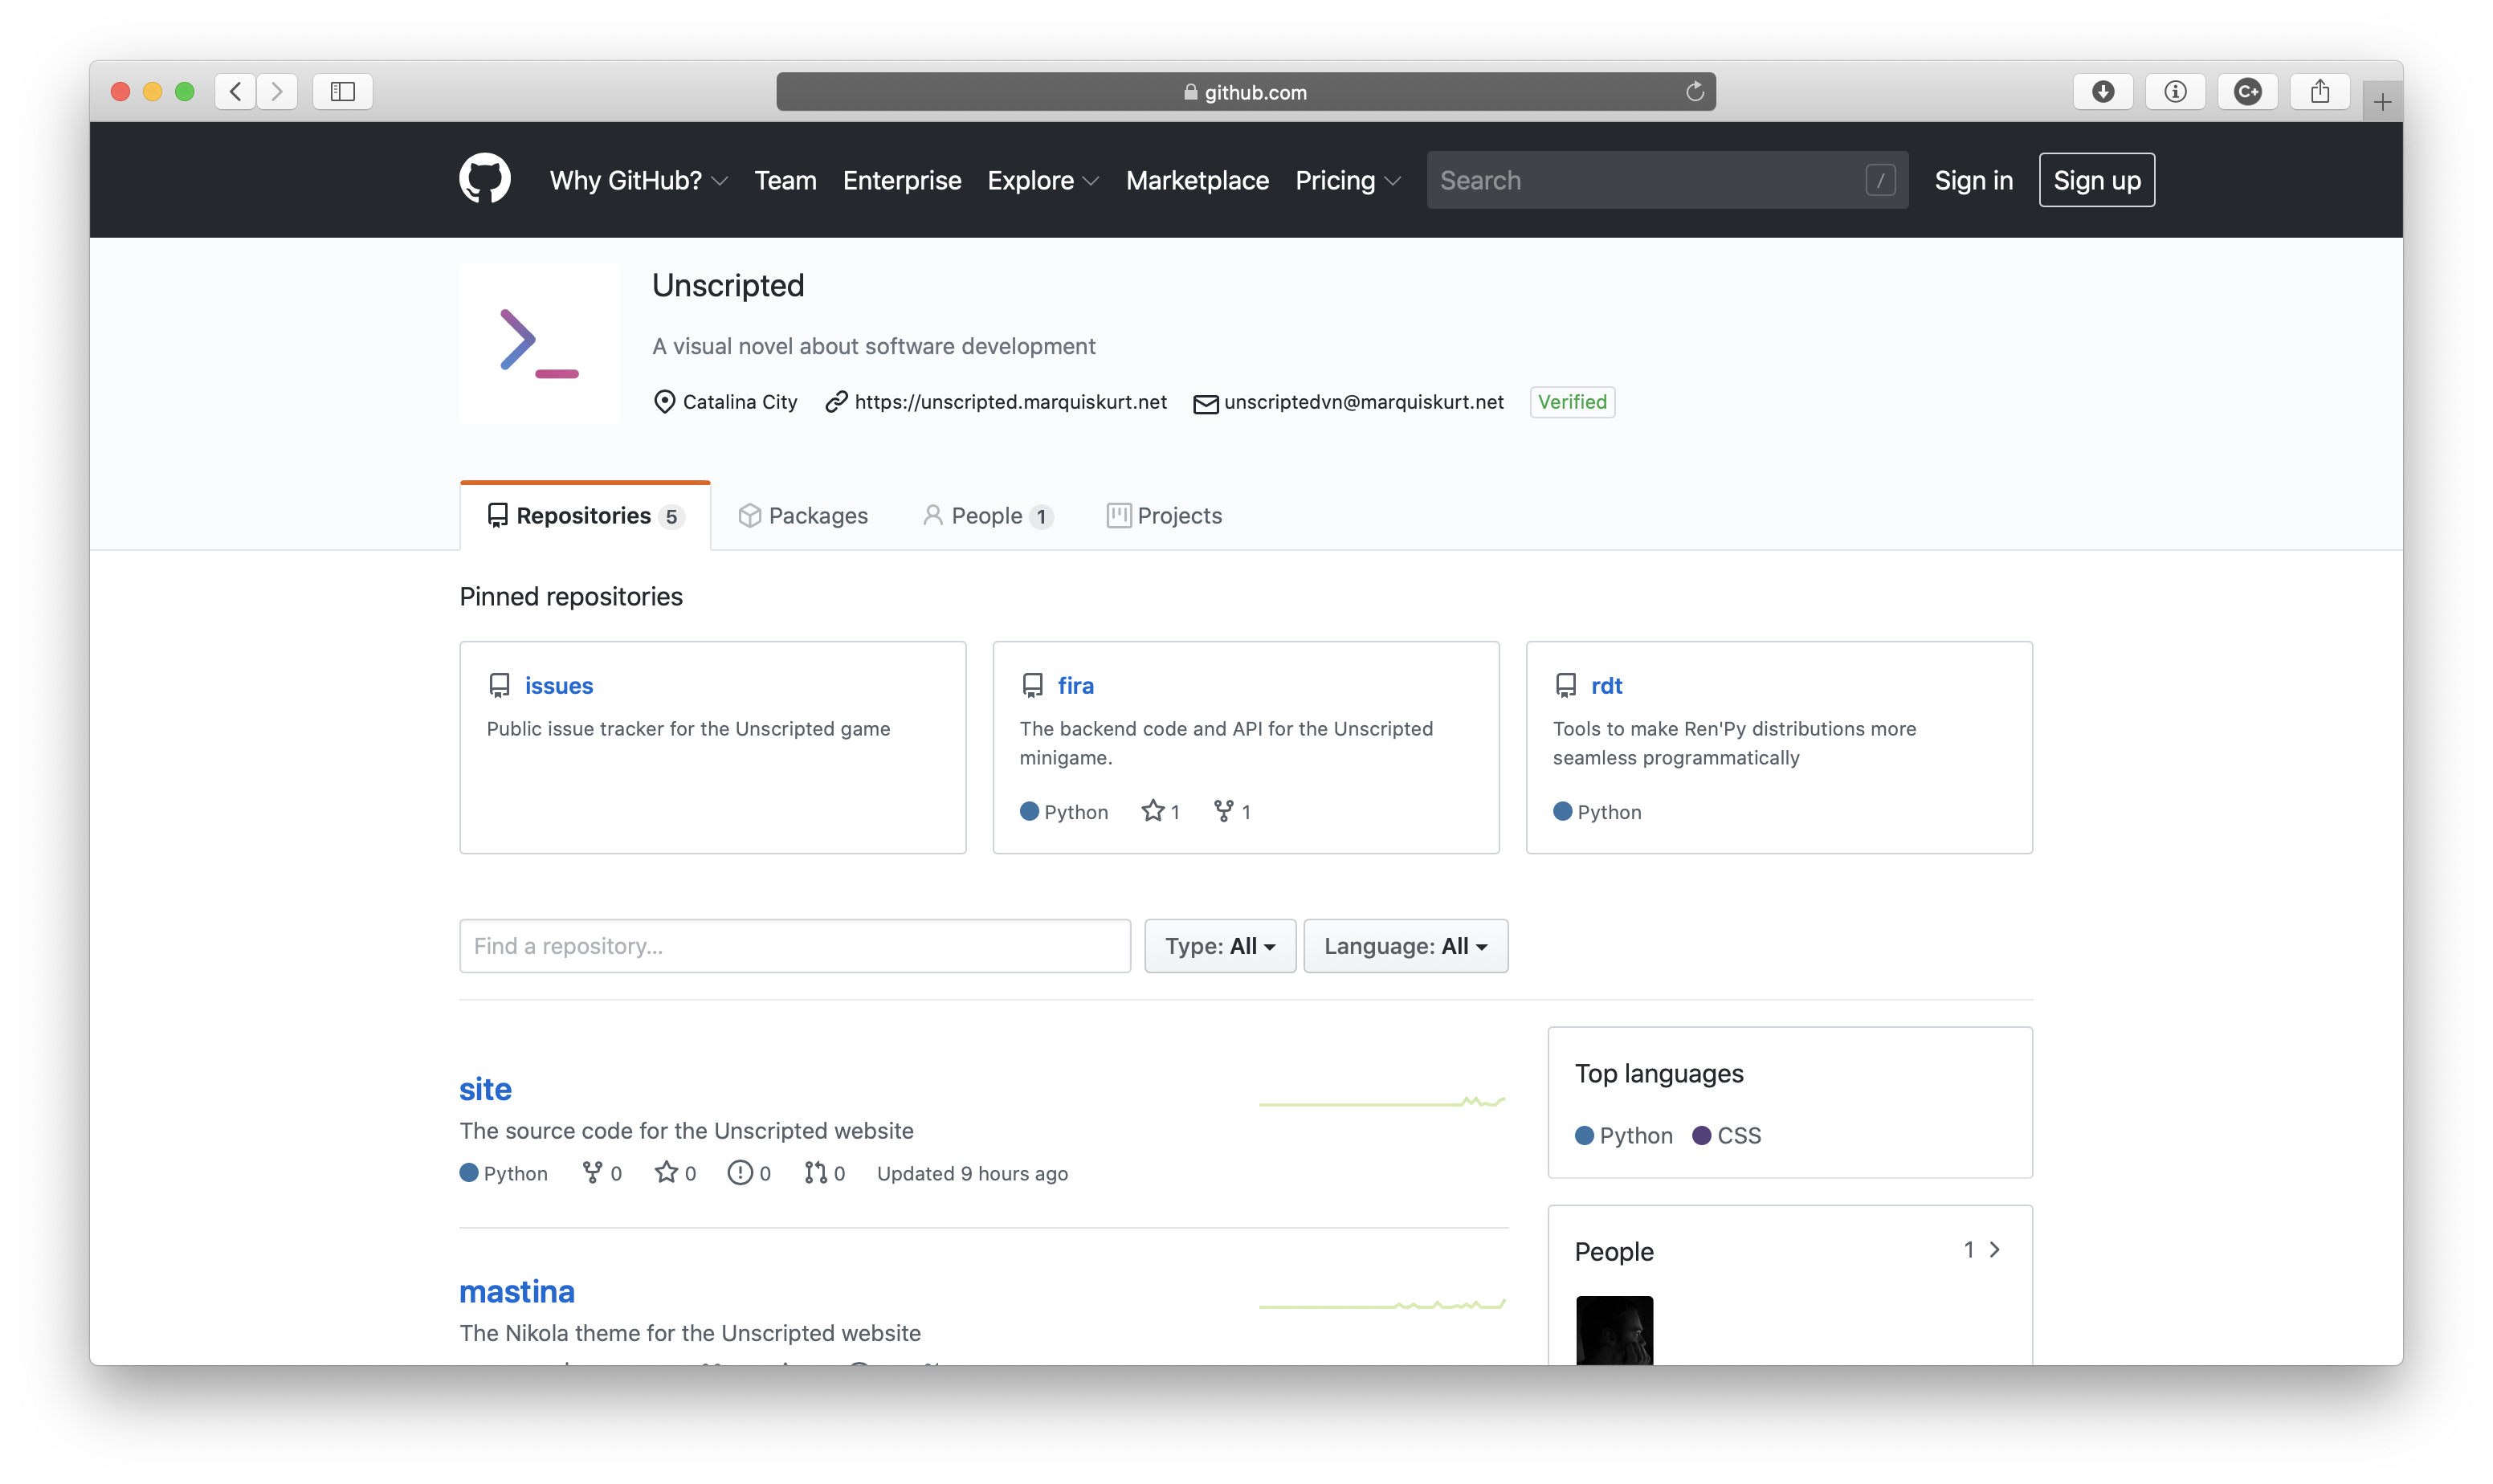 github.com
C+
Why GitHub? Team Enterprise Explore Marketplace Pricing Search / Sign in Sign up
Unscripted
A visual novel about software development
Catalina City https://unscripted.marquiskurt.net unscriptedvn@marquiskurt.net Verified
Repositories 5 Packages People 1 Projects
Pinned repositories
issues
Public issue tracker for the Unscripted game
fira
The backend code and API for the Unscripted
minigame.
Python 1 1
rdt
Tools to make Ren'Py distributions more
seamless programmatically
Python
Find a repository... Type: All Language: All
site
The source code for the Unscripted website
Python 0 0 0 0 Updated 9 hours ago
mastina
The Nikola theme for the Unscripted website
Top languages
Python CSS
People 1